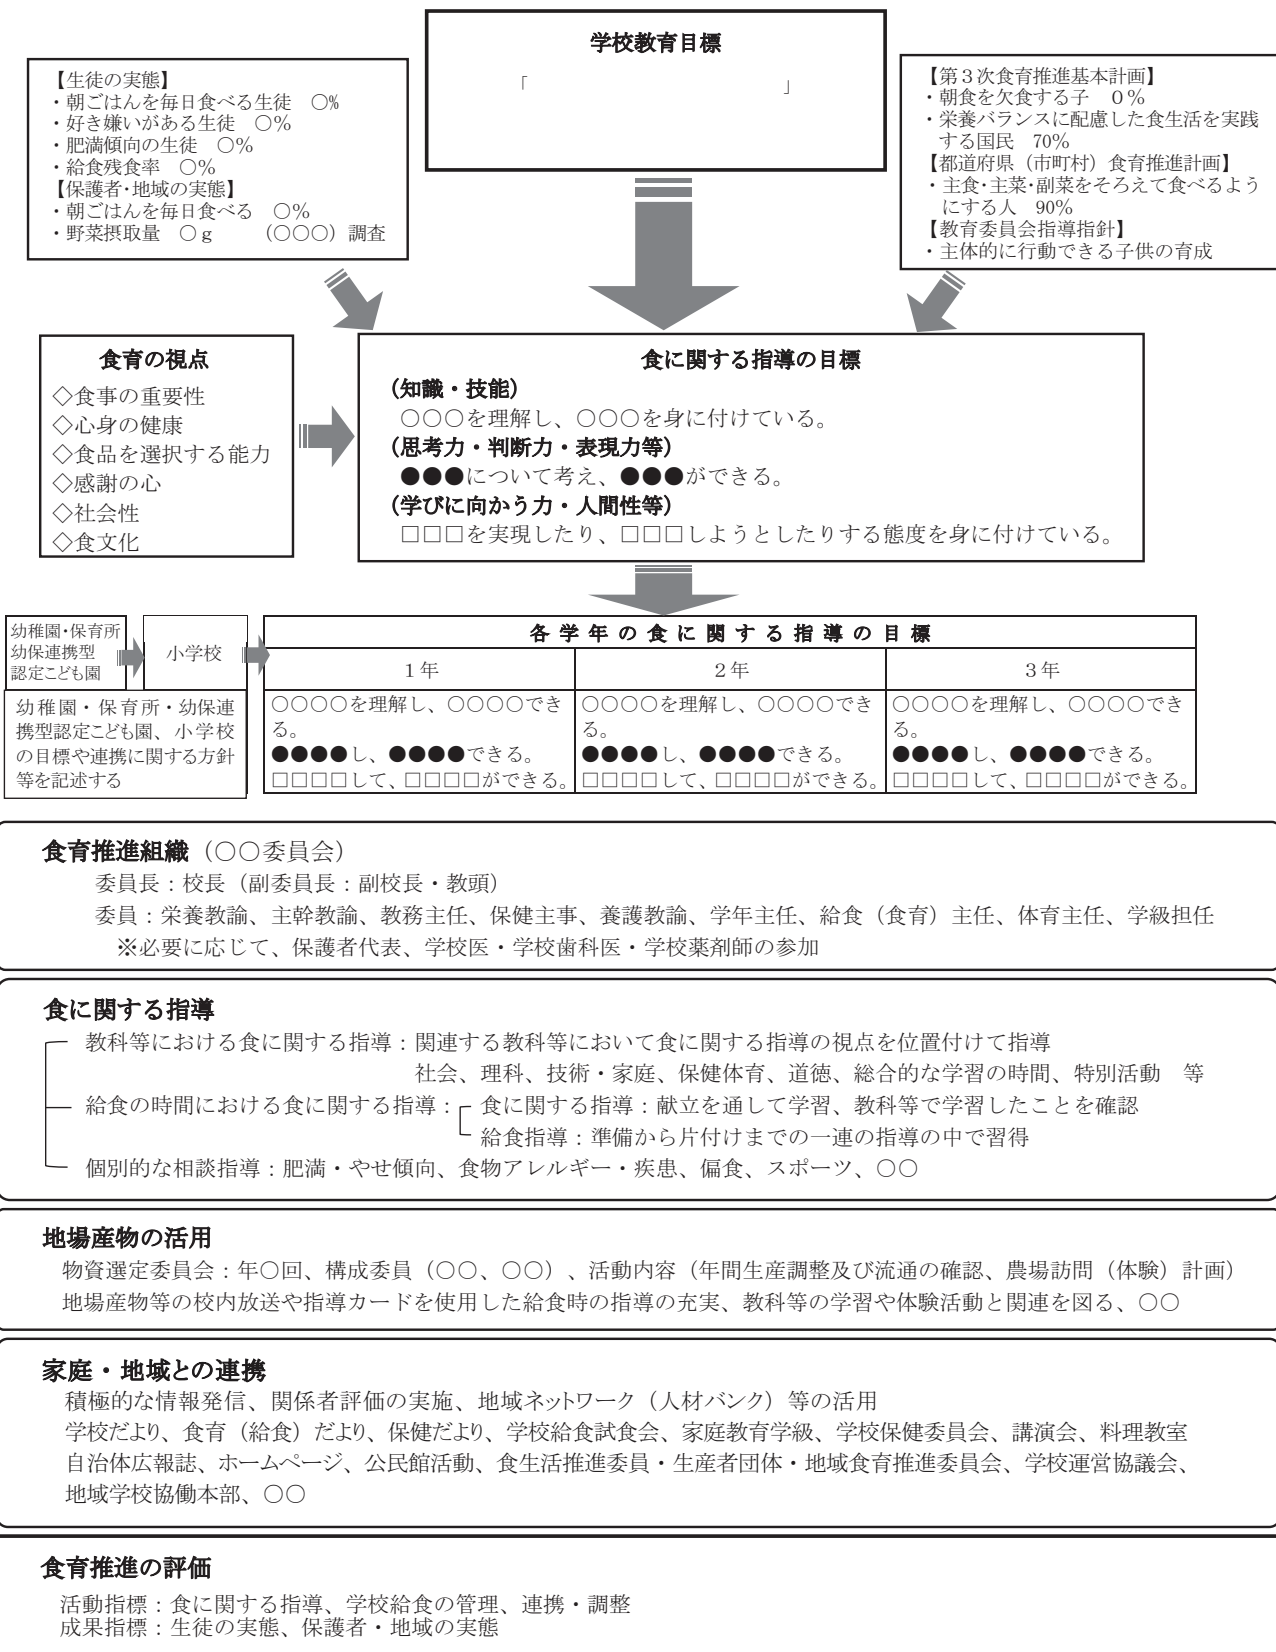 学校教育目標
「　　　　　　　　　　　　」
【生徒の実態】
・朝ごはんを毎日食べる生徒　○%
・好き嫌いがある生徒　○%
・肥満傾向の生徒　○%
・給食残食率　○%
【保護者・地域の実態】
・朝ごはんを毎日食べる　○%
・野菜摂取量　○g　　（○○○）調査
【第３次食育推進基本計画】
・朝食を欠食する子　０%
・栄養バランスに配慮した食生活を実践
する国民　70%
【都道府県（市町村）食育推進計画】
・主食・主菜・副菜をそろえて食べるよう
にする人　90%
【教育委員会指導指針】
・主体的に行動できる子供の育成
食育の視点
◇食事の重要性
◇心身の健康
◇食品を選択する能力
◇感謝の心
◇社会性
◇食文化
食に関する指導の目標
（知識・技能）
○○○を理解し、○○○を身に付けている。
（思考力・判断力・表現力等）
●●●について考え、●●●ができる。
（学びに向かう力・人間性等）
□□□を実現したり、□□□しようとしたりする態度を身に付けている。
幼稚園・保育所
幼保連携型
認定こども園
小学校
幼稚園・保育所・幼保連
携型認定こども園、小学校
の目標や連携に関する方針
等を記述する
各学年の食に関する指導の目標
１年
２年
３年
○○○○を理解し、○○○○でき
る。
●●●●し、●●●●できる。
□□□□して、□□□□ができる。
○○○○を理解し、○○○○でき
る。
●●●●し、●●●●できる。
□□□□して、□□□□ができる。
○○○○を理解し、○○○○でき
る。
●●●●し、●●●●できる。
□□□□して、□□□□ができる。
食育推進組織（○○委員会）
委員長：校長（副委員長：副校長・教頭）
委員：栄養教諭、主幹教諭、教務主任、保健主事、養護教諭、学年主任、給食（食育）主任、体育主任、学級担任
※必要に応じて、保護者代表、学校医・学校歯科医・学校薬剤師の参加
食に関する指導
教科等における食に関する指導：関連する教科等において食に関する指導の視点を位置付けて指導
社会、理科、技術・家庭、保健体育、道徳、総合的な学習の時間、特別活動　等
給食の時間における食に関する指導：食に関する指導：献立を通して学習、教科等で学習したことを確認
給食指導：準備から片付けまでの一連の指導の中で習得
個別的な相談指導：肥満・やせ傾向、食物アレルギー・疾患、偏食、スポーツ、○○
地場産物の活用
物資選定委員会：年○回、構成委員（○○、○○）、活動内容（年間生産調整及び流通の確認、農場訪問（体験）計画）
地場産物等の校内放送や指導カードを使用した給食時の指導の充実、教科等の学習や体験活動と関連を図る、○○
家庭・地域との連携
積極的な情報発信、関係者評価の実施、地域ネットワーク（人材バンク）等の活用
学校だより、食育（給食）だより、保健だより、学校給食試食会、家庭教育学級、学校保健委員会、講演会、料理教室
自治体広報誌、ホームページ、公民館活動、食生活推進委員・生産者団体・地域食育推進委員会、学校運営協議会、
地域学校協働本部、○○
食育推進の評価
活動指標：食に関する指導、学校給食の管理、連携・調整
成果指標：生徒の実態、保護者・地域の実態